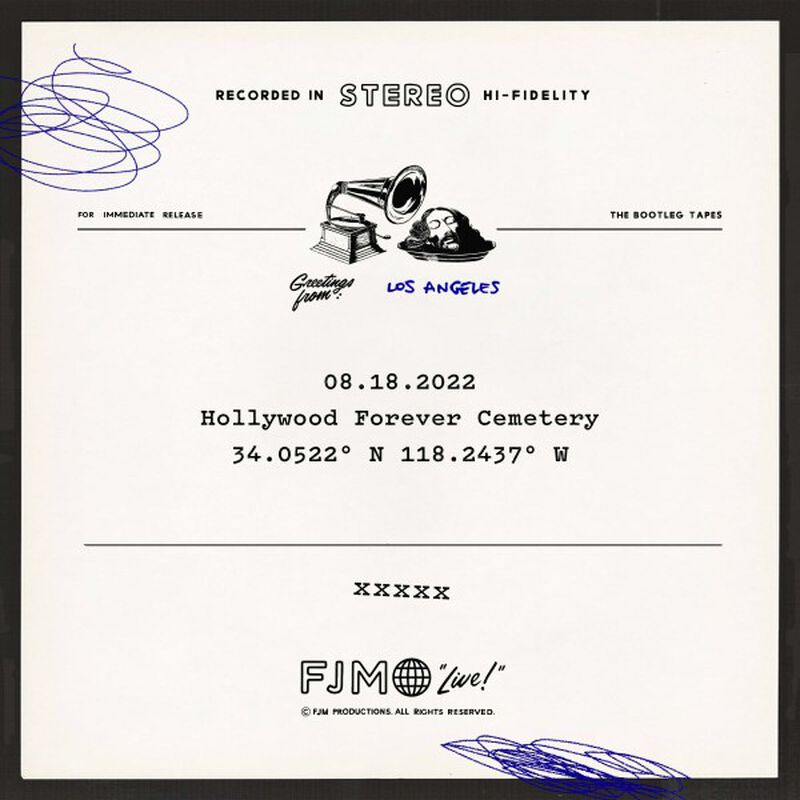 RECORDED IN STEREO HI-FIDELITY
FOR IMMEDIATE RELEASE
THE BOOTLEG TAPES
Greetings from: LOS ANGELES
08.18.2022
Hollywood Forever Cemetery
34.0522° N 118.2437° W
xxxxx
FJM "Live!"
© FJM PRODUCTIONS. ALL RIGHTS RESERVED.